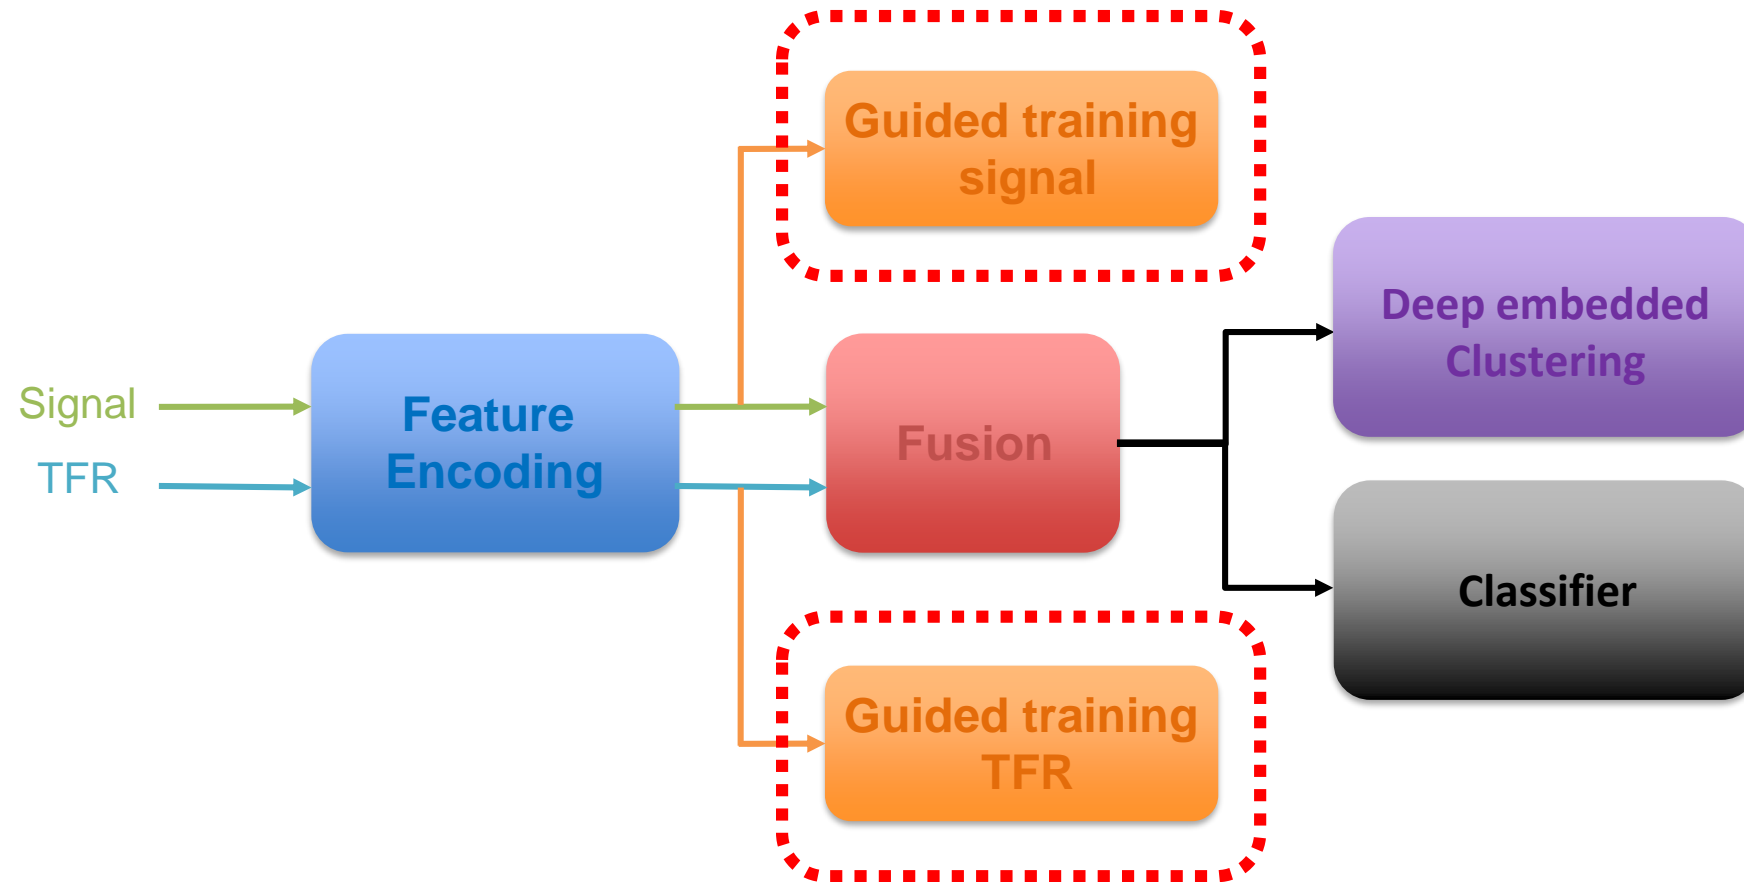 Signal
TFR
Feature
Encoding
Guided training
signal
Fusion
Guided training
TFR
Deep embedded
Clustering
Classifier